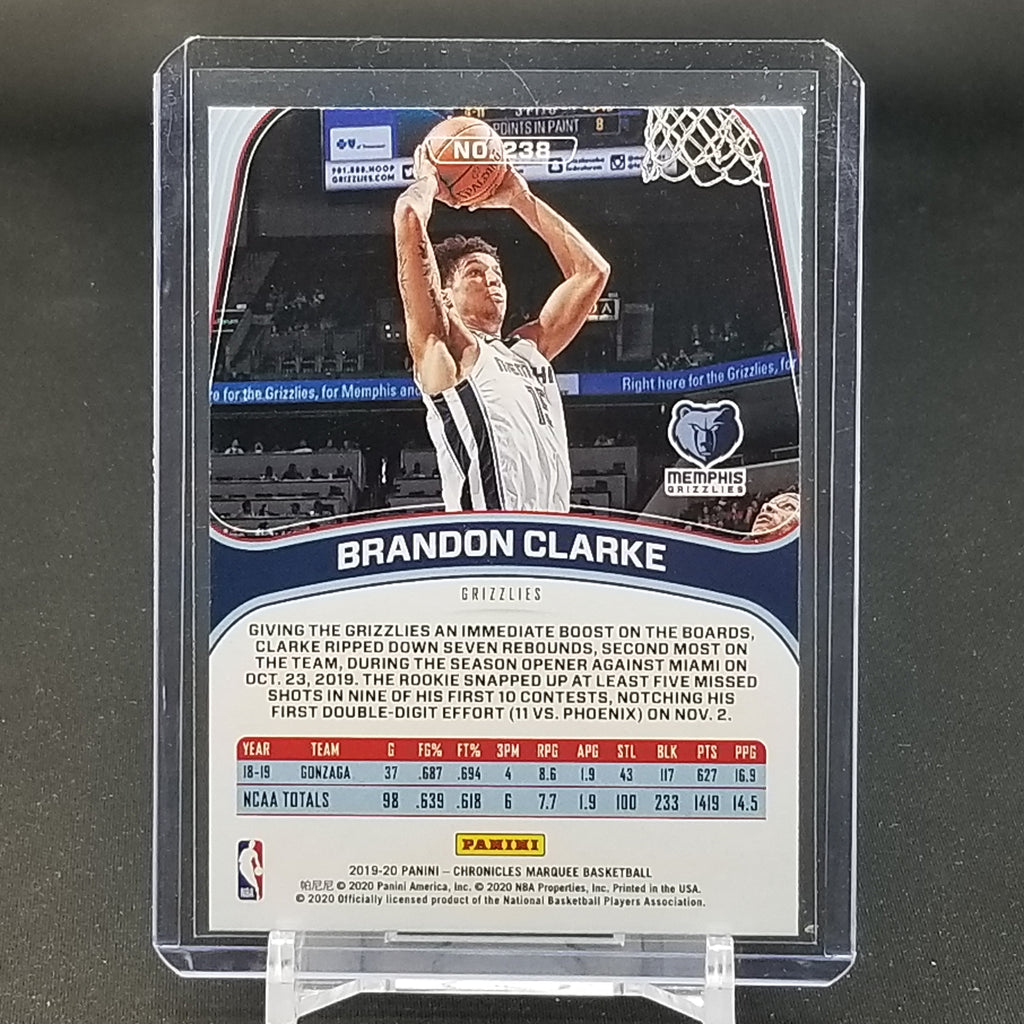 POINTS IN PAINT 8
NO. 238
901.888.HOOP
GRIZZLIES.COM
SPALDING
e for the Grizzlies, for Memphis and
Right here for the Grizzlies, for
MEMPHIS
MEMPHIS
GRIZZLIES
BRANDON CLARKE
GRIZZLIES
GIVING THE GRIZZLIES AN IMMEDIATE BOOST ON THE BOARDS,
CLARKE RIPPED DOWN SEVEN REBOUNDS, SECOND MOST ON
THE TEAM, DURING THE SEASON OPENER AGAINST MIAMI ON
OCT. 23, 2019. THE ROOKIE SNAPPED UP AT LEAST FIVE MISSED
SHOTS IN NINE OF HIS FIRST 10 CONTESTS, NOTCHING HIS
FIRST DOUBLE-DIGIT EFFORT (11 VS. PHOENIX) ON NOV. 2.
YEAR TEAM G FG% FT% 3PM RPG APG STL BLK PTS PPG
18-19 GONZAGA 37 .687 .694 4 8.6 1.9 43 117 627 16.9
NCAA TOTALS 98 .639 .618 6 7.7 1.9 100 233 1419 14.5
PANINI
NBA
2019-20 PANINI – CHRONICLES MARQUEE BASKETBALL
帕尼尼 © 2020 Panini America, Inc. © 2020 NBA Properties, Inc. Printed in the USA.
© 2020 Officially licensed product of the National Basketball Players Association.